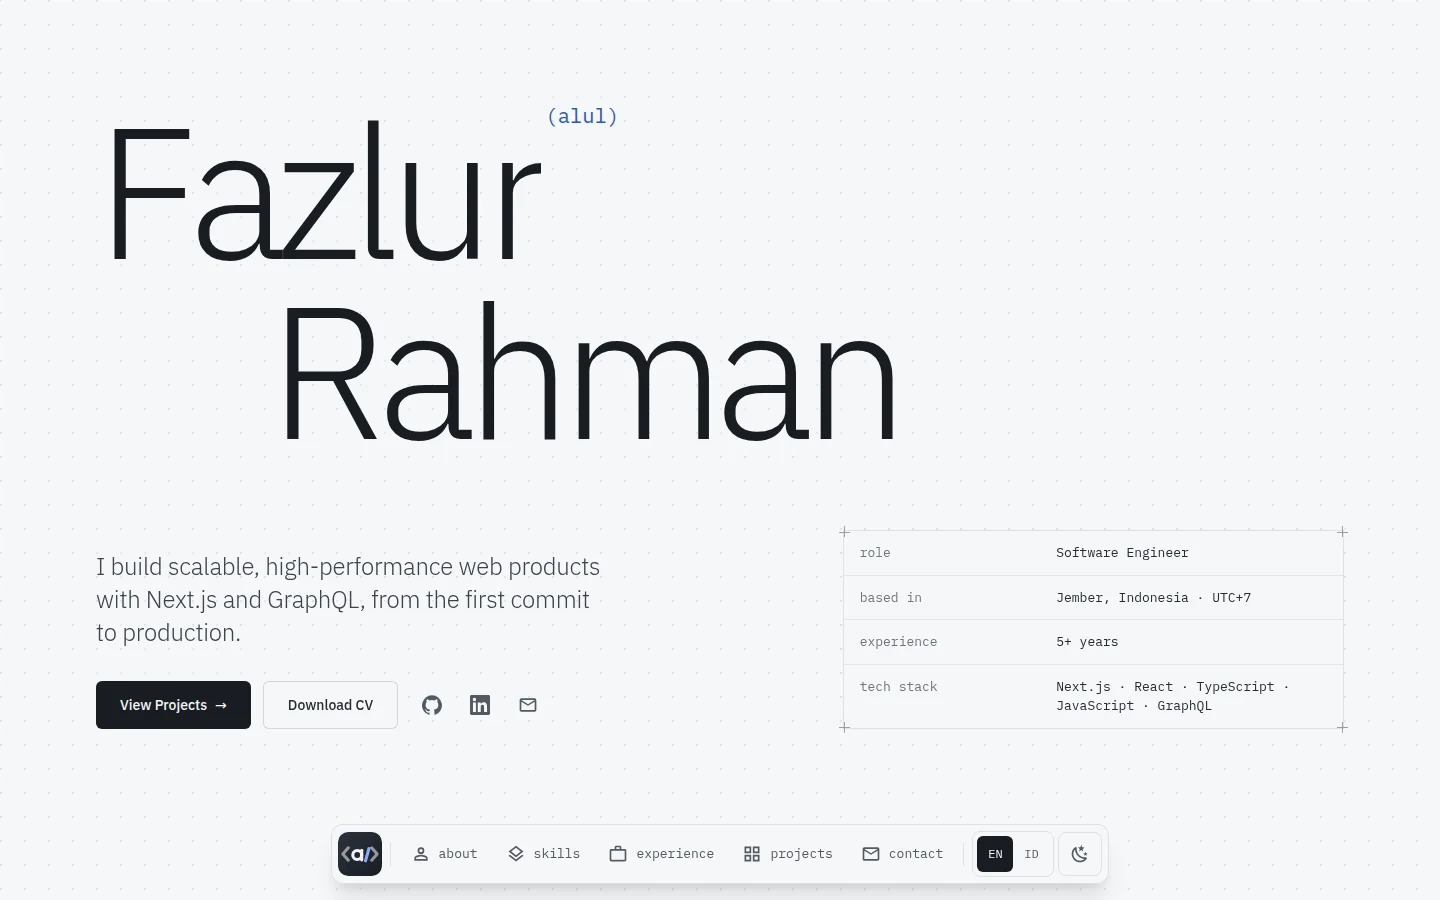 (alul)
Fazlur
Rahman
I build scalable, high-performance web products
with Next.js and GraphQL, from the first commit
to production.
View Projects →
Download CV
role Software Engineer
based in Jember, Indonesia · UTC+7
experience 5+ years
tech stack Next.js · React · TypeScript ·
JavaScript · GraphQL
<a/> about skills experience projects contact EN ID